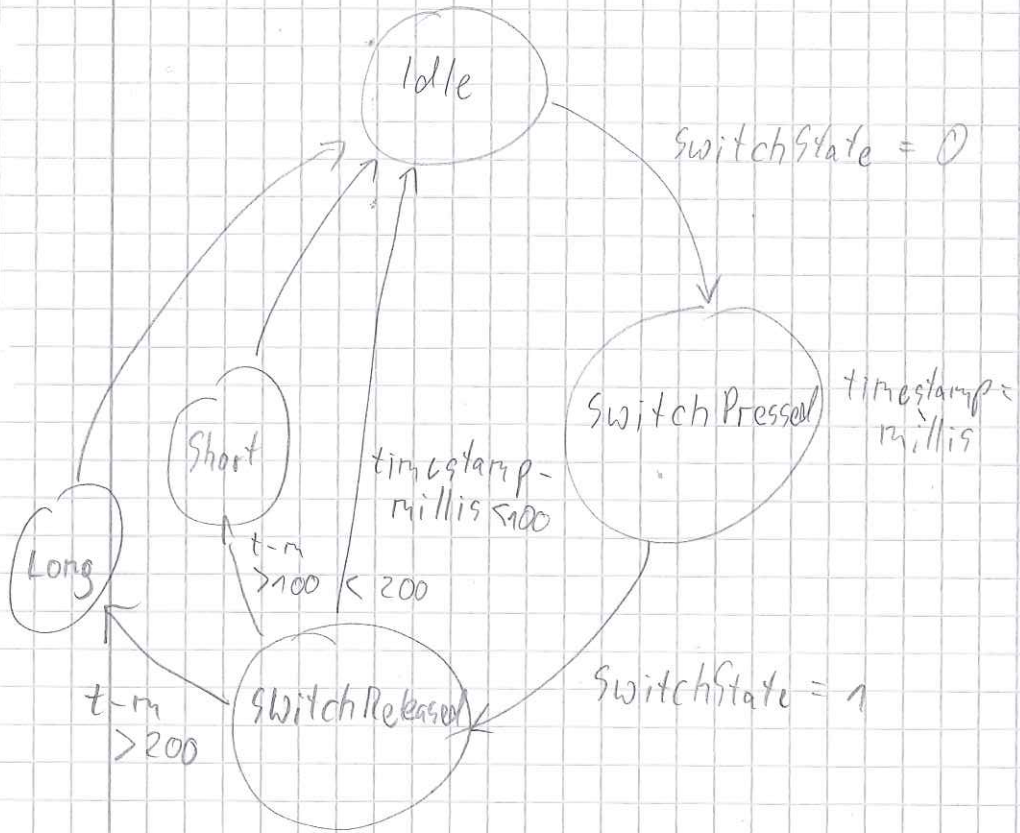 Idle
switchState = 0
switchPressed
timestamp=
millis
Short
timestamp-
millis <100
Long
t-m
>100 < 200
switchState = 1
switchReleased
t-m
>200